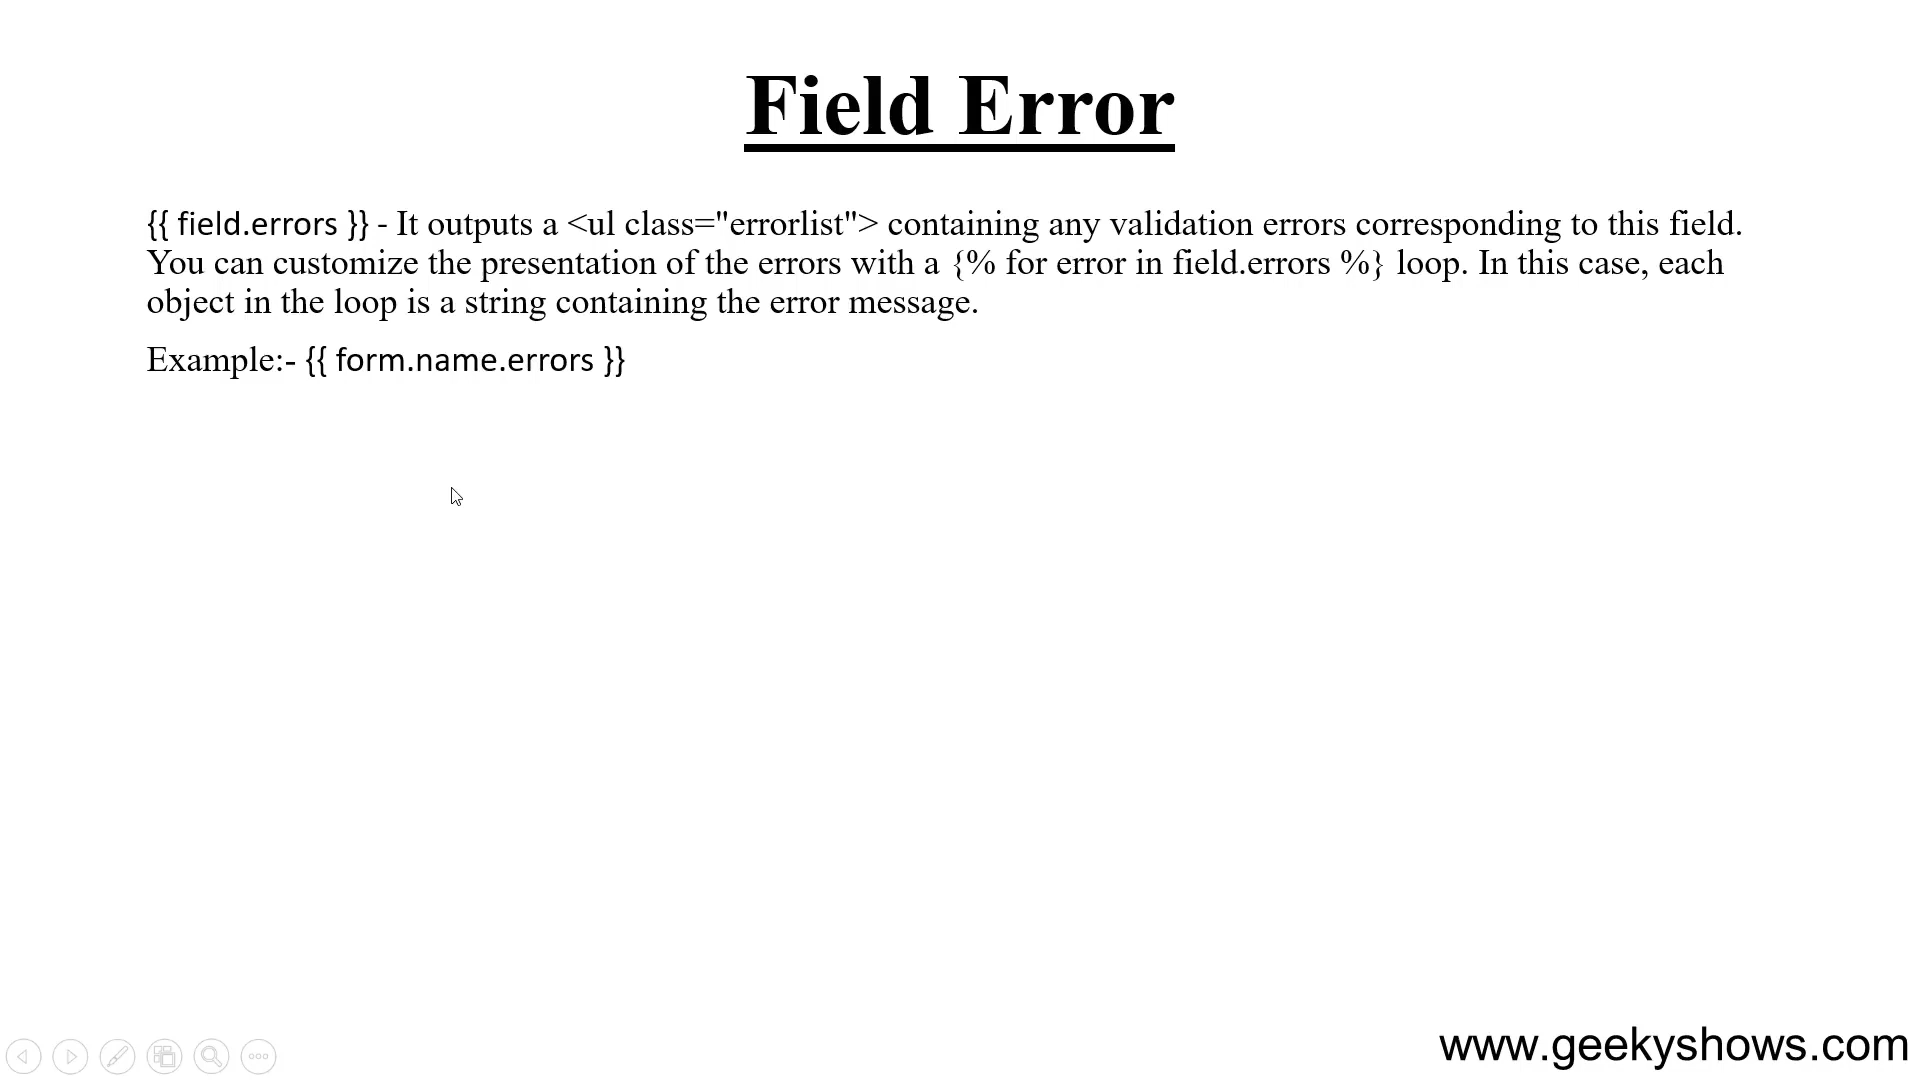 Field Error
{{ field.errors }} - It outputs a <ul class="errorlist"> containing any validation errors corresponding to this field.
You can customize the presentation of the errors with a {% for error in field.errors %} loop. In this case, each
object in the loop is a string containing the error message.
Example:- {{ form.name.errors }}
www.geekyshows.com